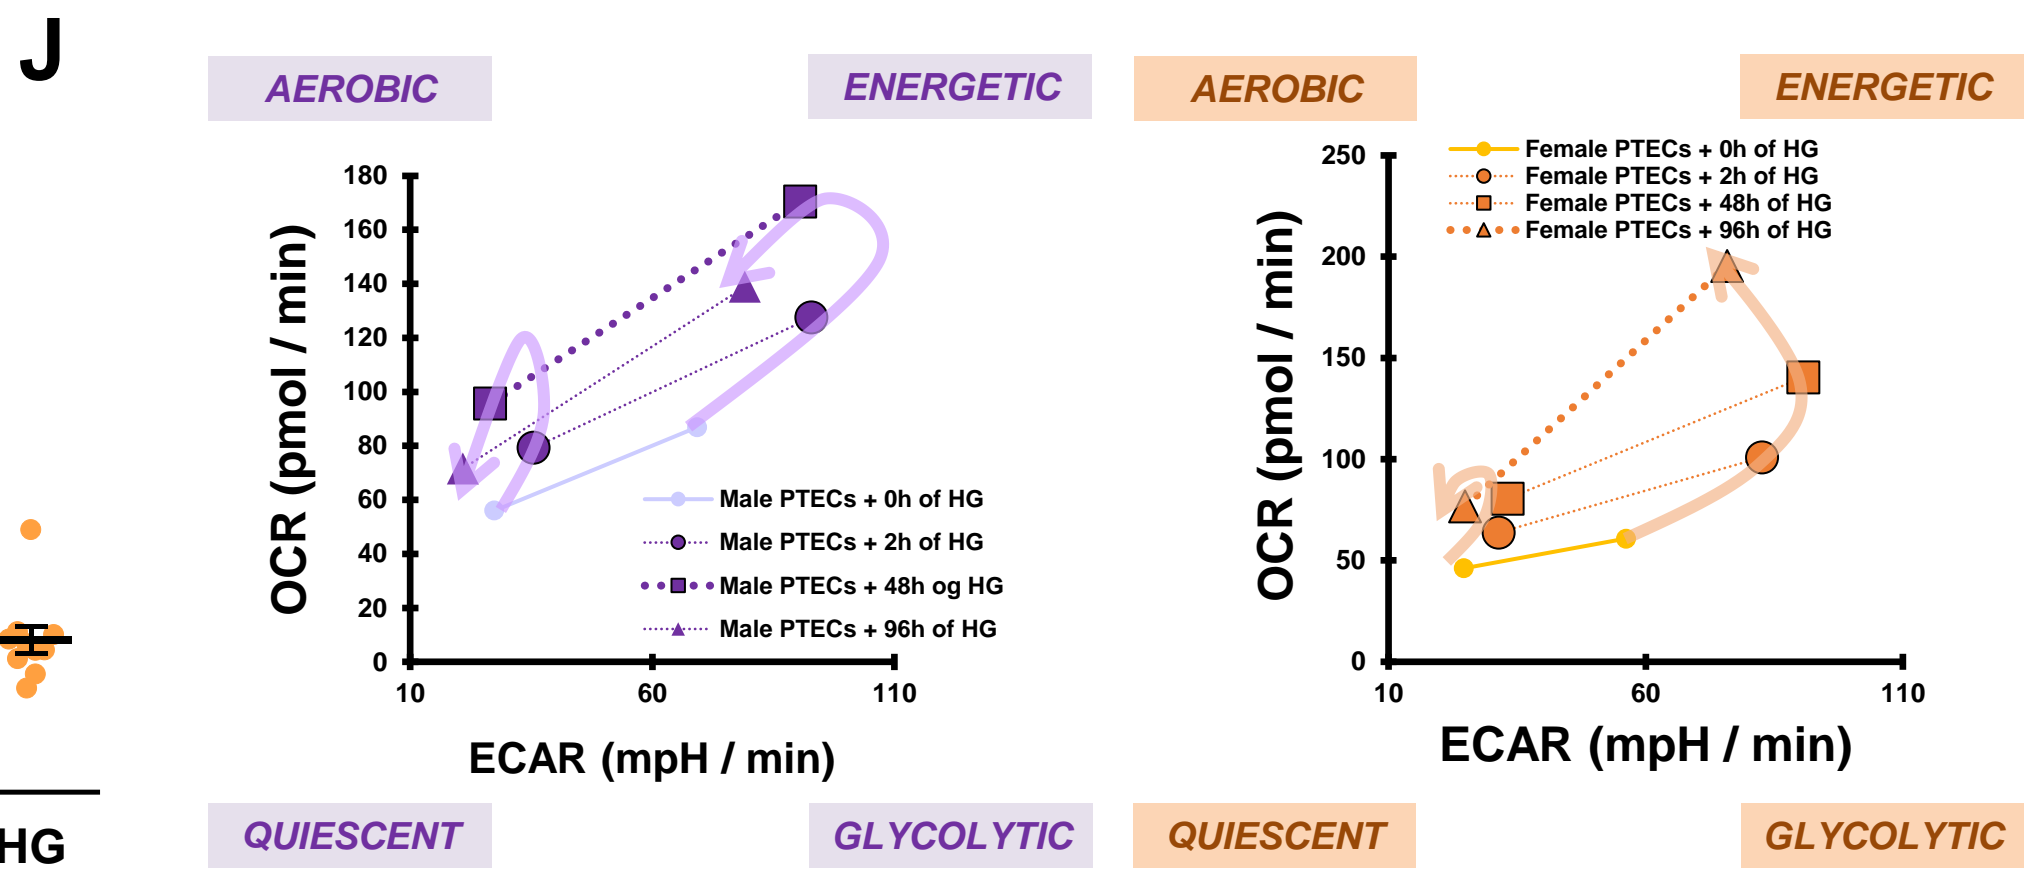 J
AEROBIC
ENERGETIC
AEROBIC
ENERGETIC
OCR (pmol / min)
180
160
140
120
100
80
60
40
20
0
10
60
110
Male PTECs + 0h of HG
Male PTECs + 2h of HG
Male PTECs + 48h og HG
Male PTECs + 96h of HG
ECAR (mpH / min)
OCR (pmol / min)
250
200
150
100
50
0
10
60
110
Female PTECs + 0h of HG
Female PTECs + 2h of HG
Female PTECs + 48h of HG
Female PTECs + 96h of HG
ECAR (mpH / min)
HG
QUIESCENT
GLYCOLYTIC
QUIESCENT
GLYCOLYTIC